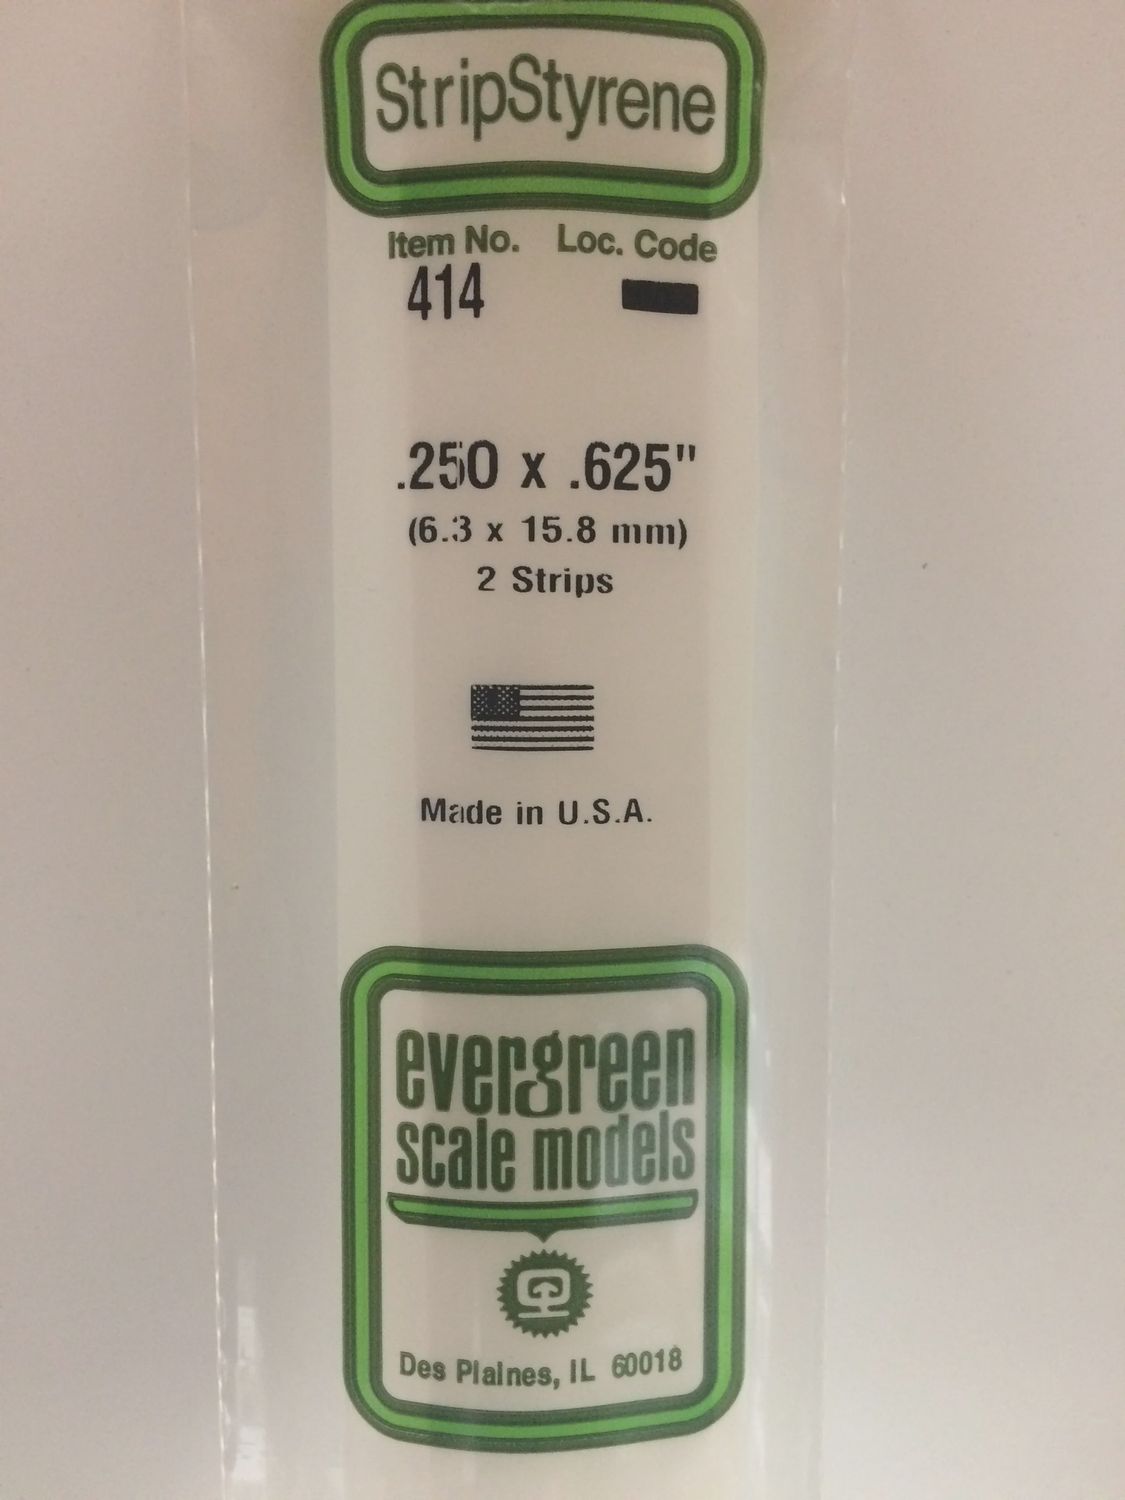 StripStyrene
Item No. Loc. Code
414
.250 x .625"
(6.3 x 15.8 mm)
2 Strips
Made in U.S.A.
evergreen
scale models
Des Plaines, IL 60018